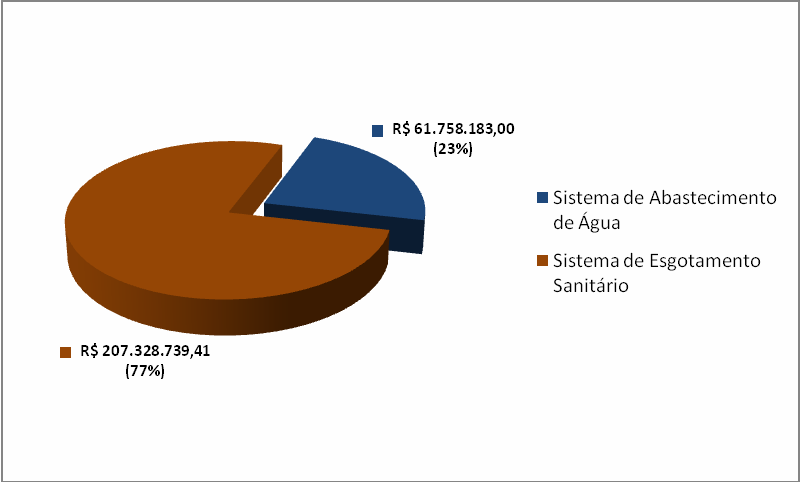 R$ 61.758.183,00
(23%)
Sistema de Abastecimento
de Água
Sistema de Esgotamento
Sanitário
R$ 207.328.739,41
(77%)